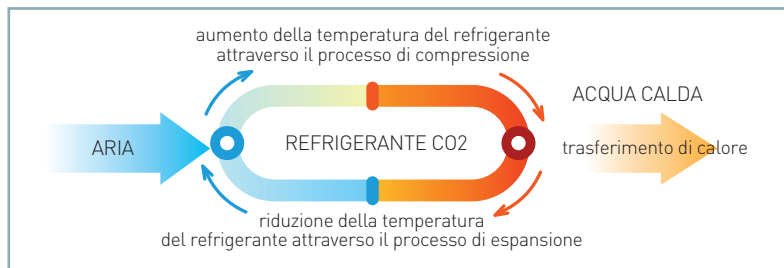 aumento della temperatura del refrigerante
attraverso il processo di compressione
ACQUA CALDA
ARIA
REFRIGERANTE CO2
trasferimento di calore
riduzione della temperatura
del refrigerante attraverso il processo di espansione